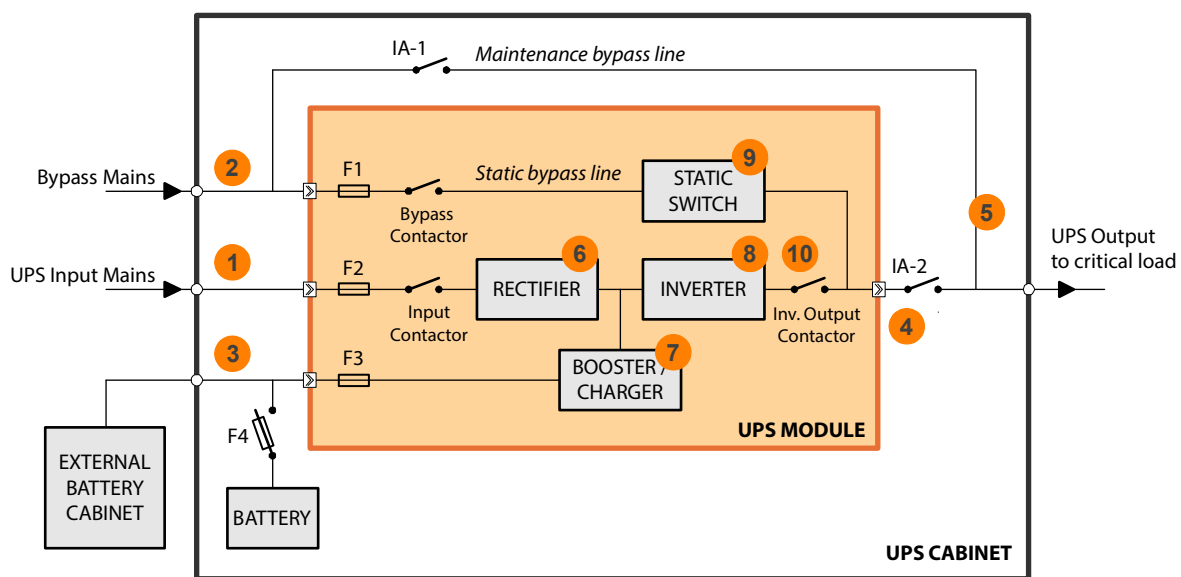 IA-1
Maintenance bypass line
2
F1
Static bypass line
9
STATIC
SWITCH
Bypass Mains
Bypass
Contactor
5
UPS Output
to critical load
1
F2
6
8
10
IA-2
UPS Input Mains
RECTIFIER
INVERTER
Input
Contactor
Inv. Output
Contactor
4
3
F3
7
BOOSTER /
CHARGER
UPS MODULE
F4
EXTERNAL
BATTERY
CABINET
BATTERY
UPS CABINET